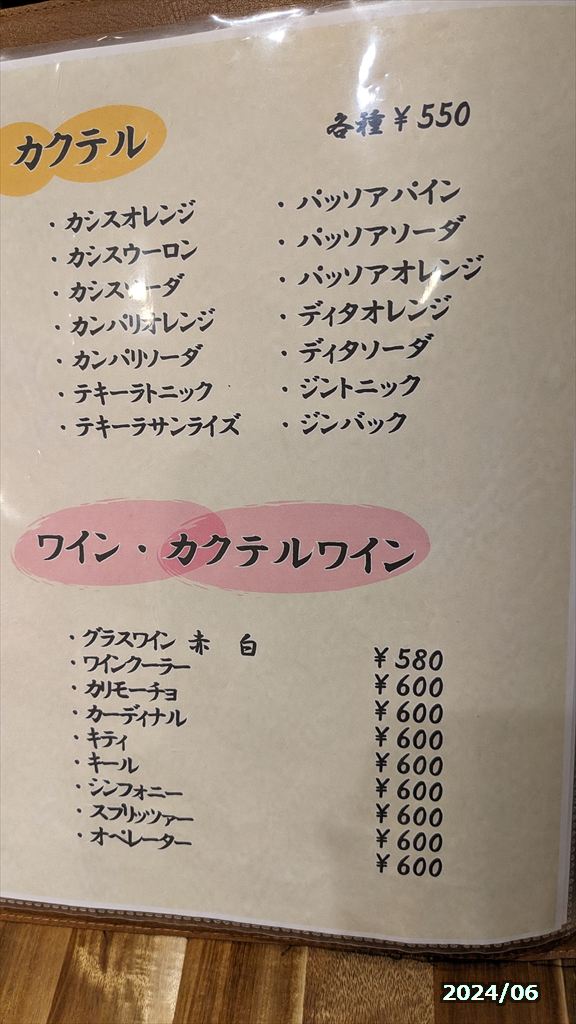 カクテル
各種 ¥550
・カシスオレンジ
・カシスウーロン
・カシスソーダ
・カンパリオレンジ
・カンパリソーダ
・テキーラトニック
・テキーラサンライズ
・パッソアパイン
・パッソアソーダ
・パッソアオレンジ
・ディタオレンジ
・ディタソーダ
・ジントニック
・ジンバック
ワイン・カクテルワイン
・グラスワイン 赤 白 ¥580
・ワインクーラー ¥600
・カリモーチョ ¥600
・カーディナル ¥600
・キティ ¥600
・キール ¥600
・シンフォニー ¥600
・スプリッツァー ¥600
・オペレーター ¥600
2024/06